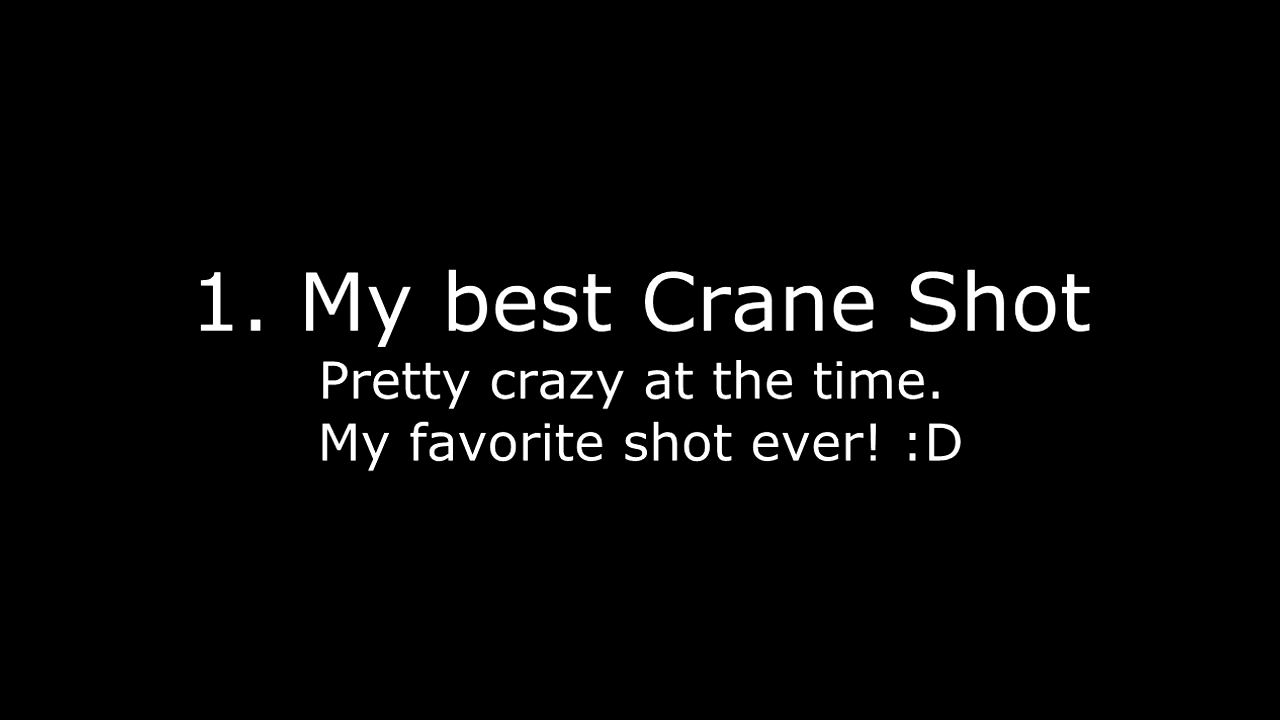 1. My best Crane Shot
Pretty crazy at the time.
My favorite shot ever! :D